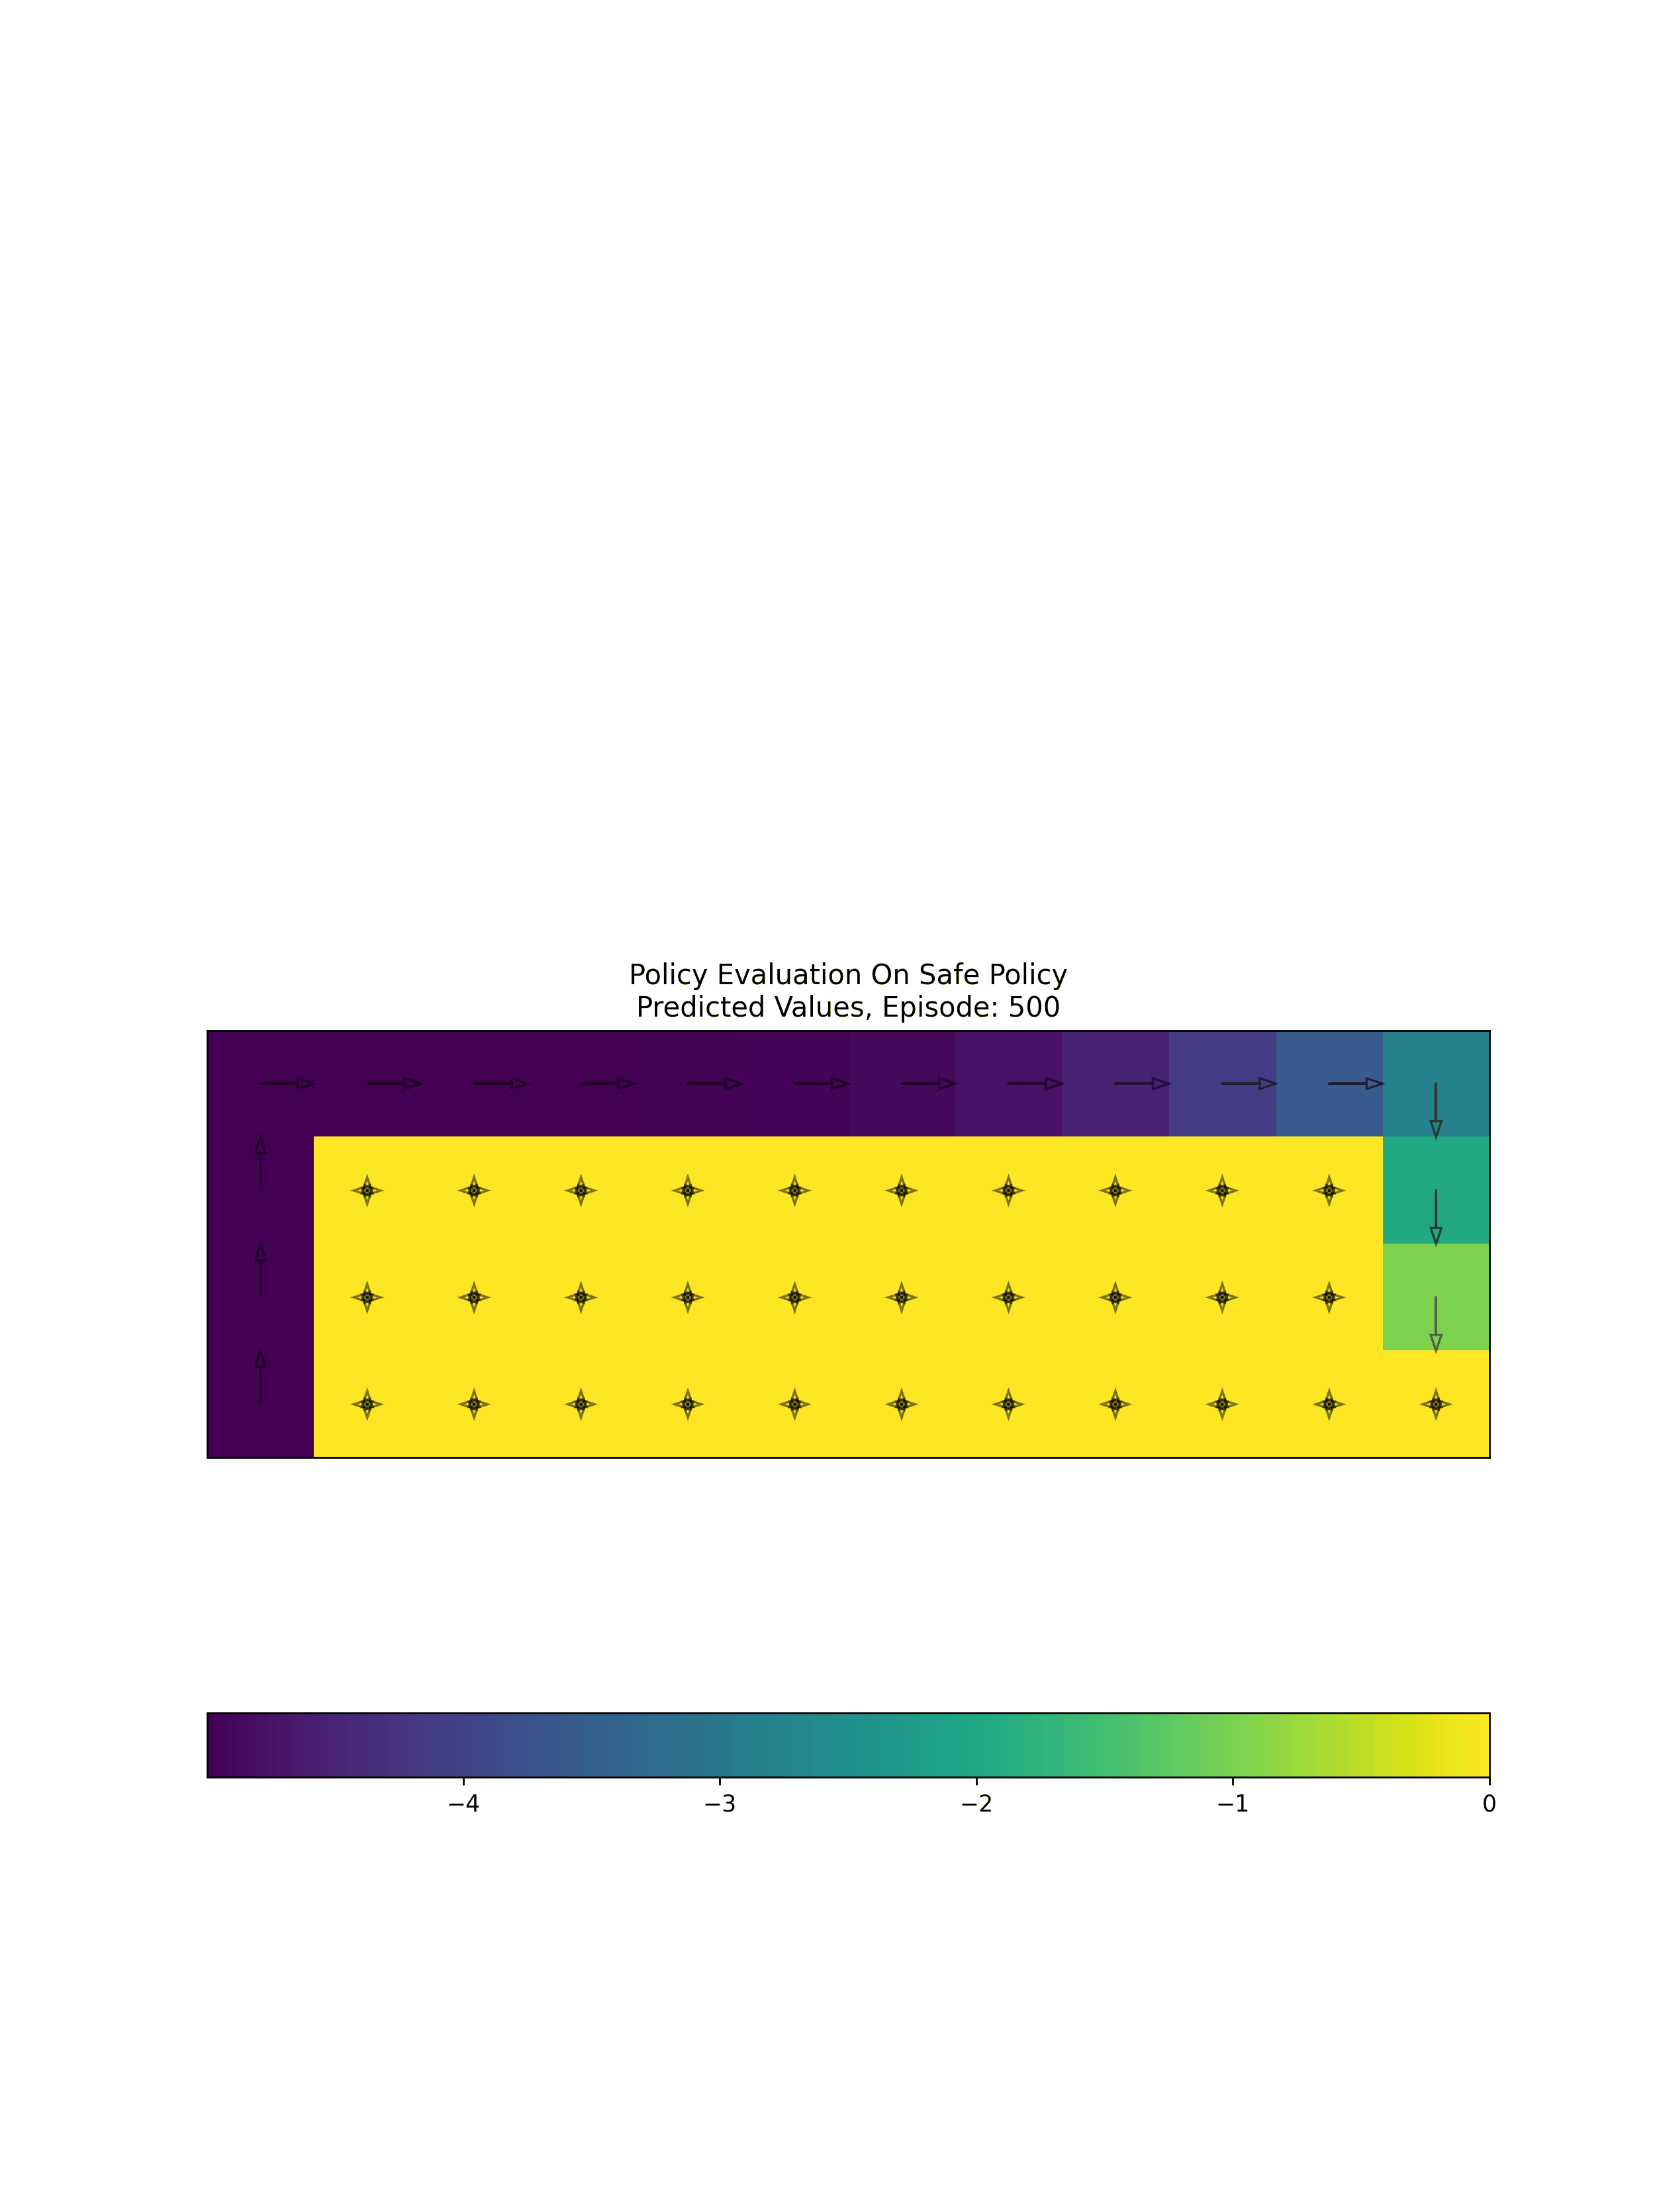 Policy Evaluation On Safe Policy
Predicted Values, Episode: 500
−4 −3 −2 −1 0